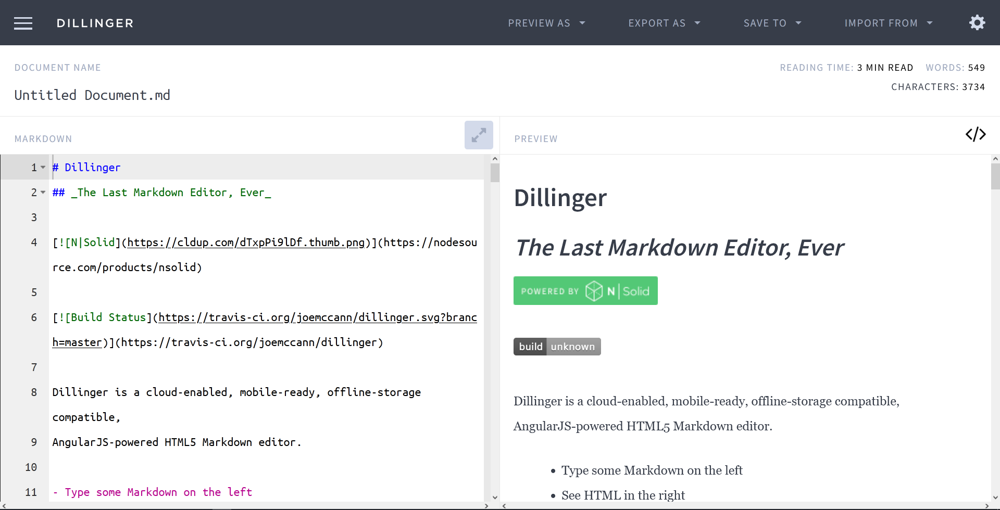 DILLINGER
PREVIEW AS
EXPORT AS
SAVE TO
IMPORT FROM
DOCUMENT NAME
Untitled Document.md
READING TIME: 3 MIN READ WORDS: 549
CHARACTERS: 3734
MARKDOWN
1 # Dillinger
2 ## _The Last Markdown Editor, Ever_
3
4 [![N|Solid](https://cldup.com/dTxpPi9lDf.thumb.png)](https://nodesou
rce.com/products/nsolid)
5
6 [![Build Status](https://travis-ci.org/joemccann/dillinger.svg?branc
h=master)](https://travis-ci.org/joemccann/dillinger)
7
8 Dillinger is a cloud-enabled, mobile-ready, offline-storage
compatible,
9 AngularJS-powered HTML5 Markdown editor.
10
11 - Type some Markdown on the left
PREVIEW
</>
Dillinger
The Last Markdown Editor, Ever
POWERED BY N|Solid
build unknown
Dillinger is a cloud-enabled, mobile-ready, offline-storage compatible,
AngularJS-powered HTML5 Markdown editor.
• Type some Markdown on the left
• See HTML in the right